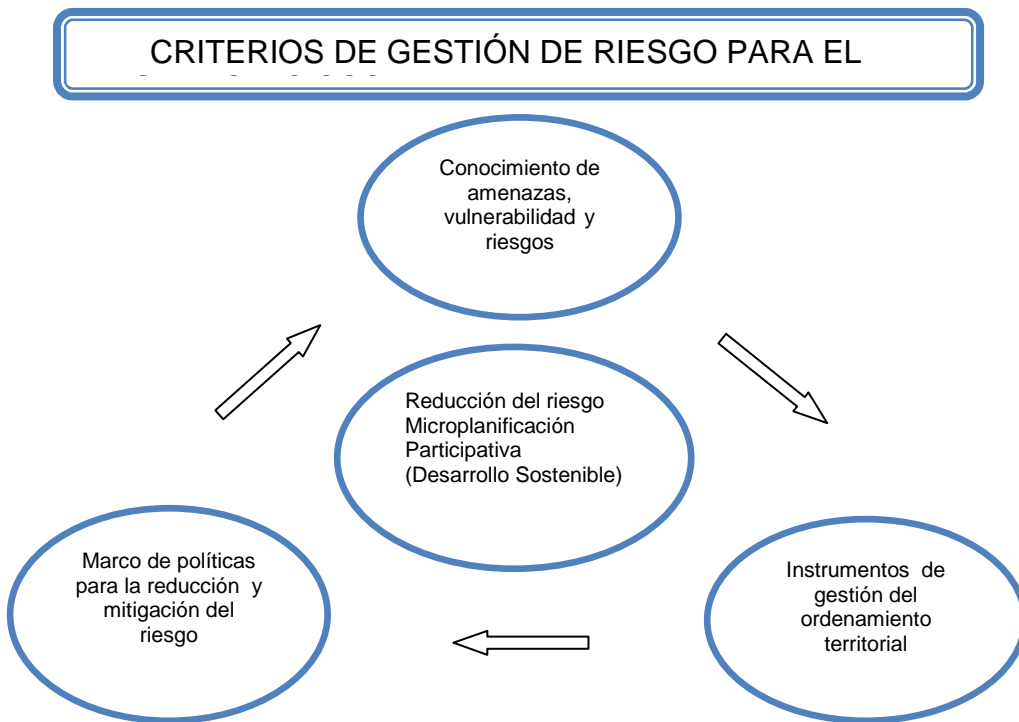 CRITERIOS DE GESTIÓN DE RIESGO PARA EL
Conocimiento de
amenazas,
vulnerabilidad y
riesgos
Reducción del riesgo
Microplanificación
Participativa
(Desarrollo Sostenible)
Marco de políticas
para la reducción y
mitigación del
riesgo
Instrumentos de
gestión del
ordenamiento
territorial